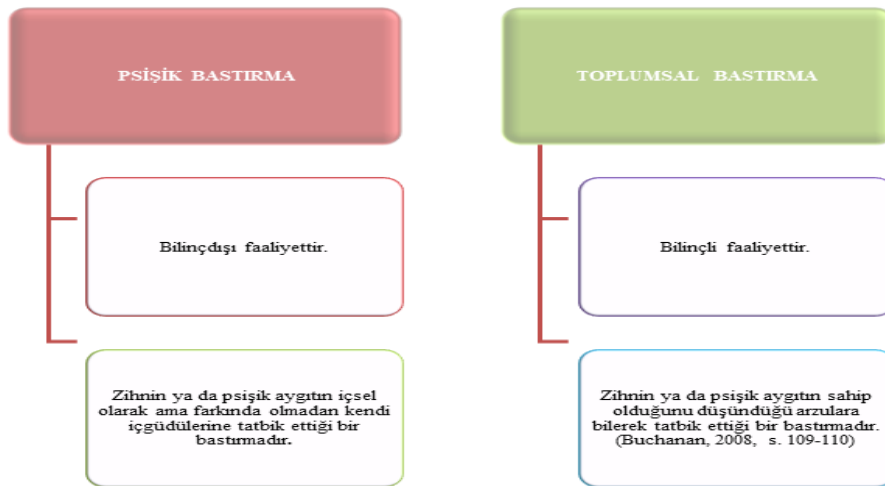 PSİŞİK BASTIRMA
Bilinçdışı faaliyettir.
Zihnin ya da psişik aygıtın içsel
olarak ama farkında olmadan kendi
içgüdülerine tatbik ettiği bir
bastırmadır.
TOPLUMSAL BASTIRMA
Bilinçli faaliyettir.
Zihnin ya da psişik aygıtın sahip
olduğunu düşündüğü arzulara
bilerek tatbik ettiği bir bastırmadır.
(Buchanan, 2008, s. 109-110)